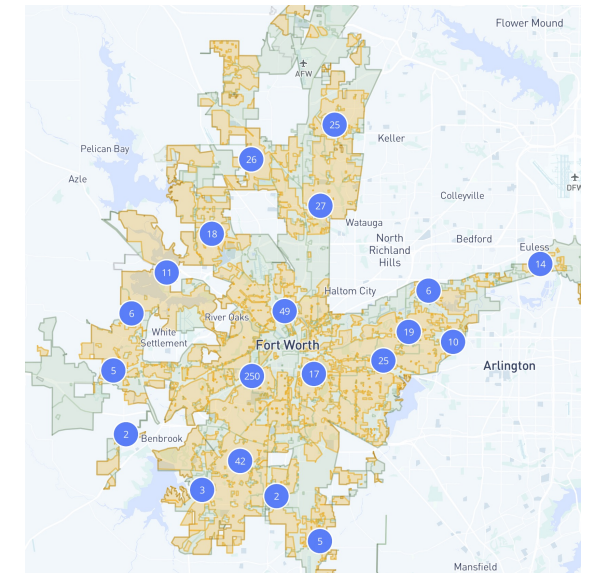 Flower Mound
AFW
25
Keller
Pelican Bay
26
Azle
DFW
Colleyville
27
Watauga
18
North
Richland
Hills
Bedford
Euless
14
11
Haltom City
6
6
49
River Oaks
White
Settlement
19
Fort Worth
10
25
Arlington
5
250
17
2
Benbrook
42
3
2
5
Mansfield